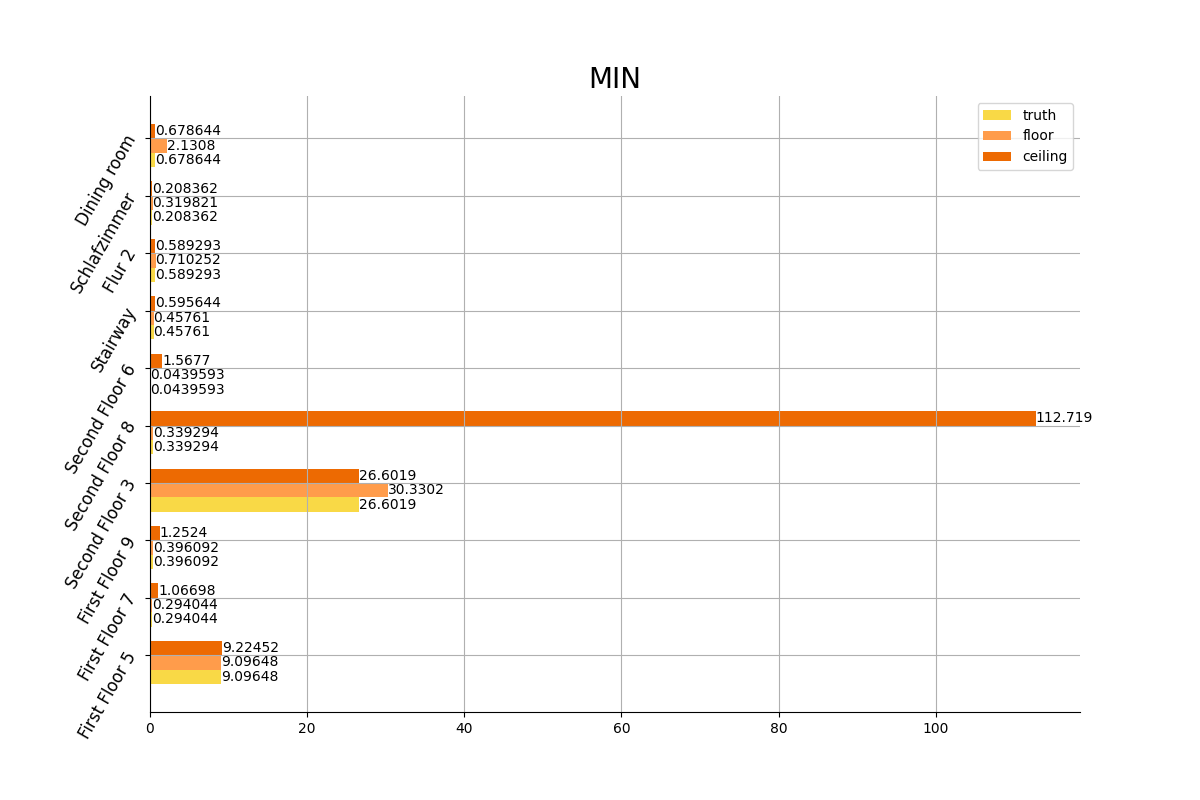 MIN
truth
floor
ceiling
Dining room
0.678644
2.1308
0.678644
Schlafzimmer
0.208362
0.319821
0.208362
Flur 2
0.589293
0.710252
0.589293
Stairway
0.595644
0.45761
0.45761
Second Floor 6
1.5677
0.0439593
0.0439593
Second Floor 8
112.719
0.339294
0.339294
Second Floor 3
26.6019
30.3302
26.6019
First Floor 9
1.2524
0.396092
0.396092
First Floor 7
1.06698
0.294044
0.294044
First Floor 5
9.22452
9.09648
9.09648
0 20 40 60 80 100